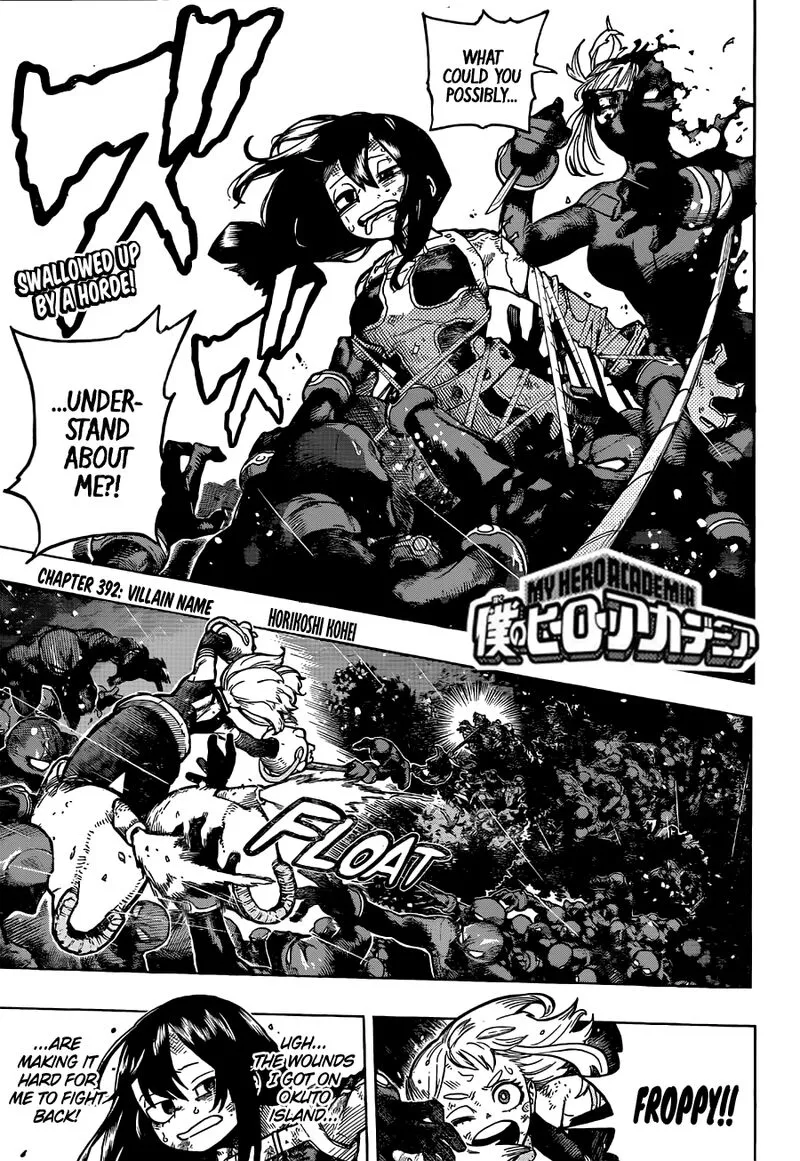 WHAT
COULD YOU
POSSIBLY...
ズ
SWALLOWED UP
BY A HORDE!
ズ
...UNDER-
STAND
ABOUT
ME?!
MY HERO ACADEMIA
僕のヒーローアカデミア
CHAPTER 392: VILLAIN NAME
HORIKOSHI KOHEI
FLOAT
FROPPY!!
UGH...
...THE WOUNDS
I GOT ON
OKUTO
ISLAND...
...ARE
MAKING IT
HARD FOR
ME TO FIGHT
BACK!